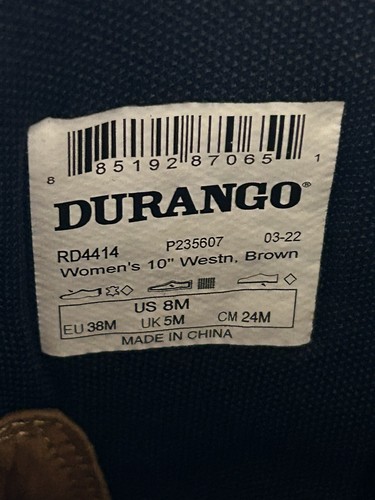 8 85192 87065 1
DURANGO®
RD4414 P235607 03-22
Women's 10" Westn, Brown
US 8M
EU 38M UK 5M CM 24M
MADE IN CHINA